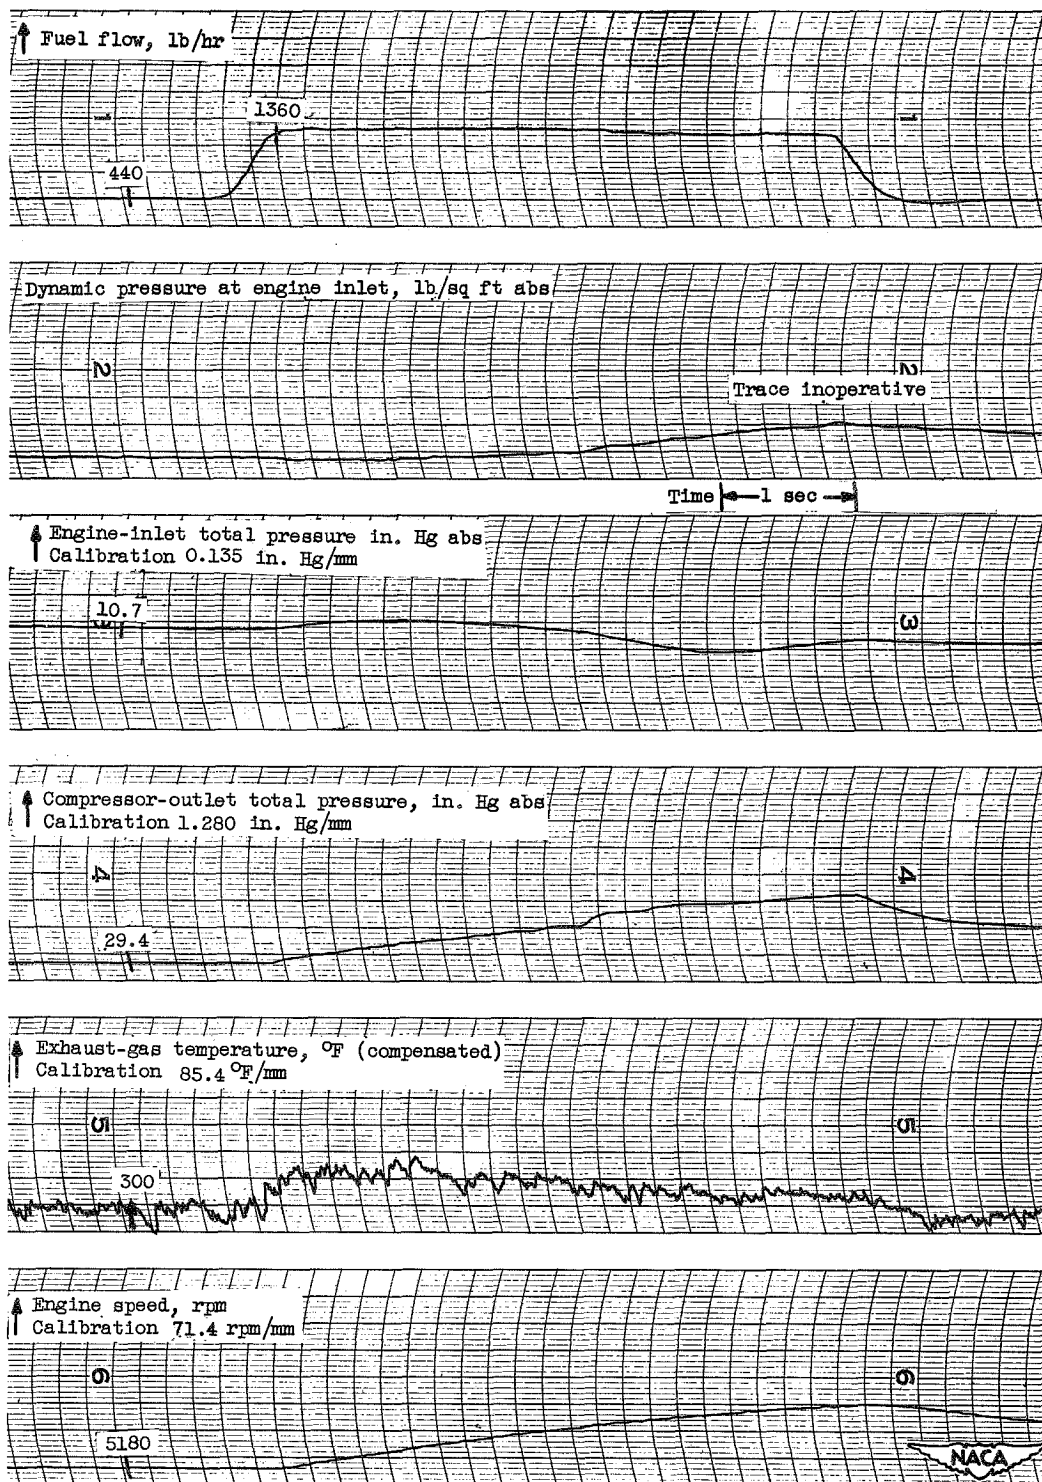 Fuel flow, lb/hr
1360
1
1
440
Dynamic pressure at engine inlet, lb/sq ft abs
2
2
Trace inoperative
Time 1 sec
Engine-inlet total pressure in. Hg abs
Calibration 0.135 in. Hg/mm
10.7
3
Compressor-outlet total pressure, in. Hg abs
Calibration 1.280 in. Hg/mm
4
4
29.4
Exhaust-gas temperature, °F (compensated)
Calibration 85.4 °F/mm
5
5
300
Engine speed, rpm
Calibration 71.4 rpm/mm
6
6
5180
NACA